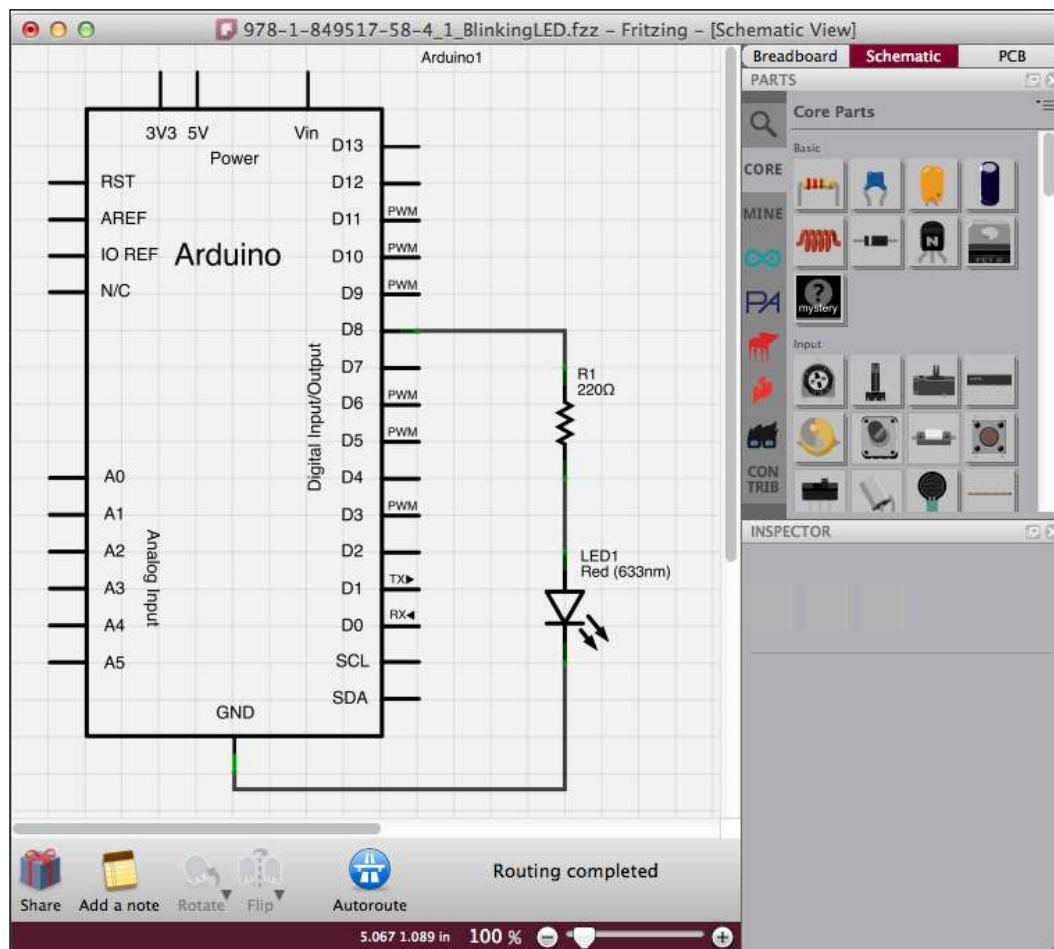 978-1-849517-58-4_1_BlinkingLED.fzz – Fritzing – [Schematic View]
Arduino1
Breadboard Schematic PCB
PARTS
Core Parts
Basic
CORE
MINE
PA
mystery
Input
CON
TRIB
INSPECTOR
3V3 5V Vin
Power
D13
RST D12
AREF D11 PWM
IO REF Arduino D10 PWM
N/C D9 PWM
D8
D7
D6 PWM
D5 PWM
Digital Input/Output
R1
220Ω
A0 D4
A1 D3 PWM
A2 D2
A3 D1 TX
A4 D0 RX
A5 SCL
Analog Input
SDA
GND
LED1
Red (633nm)
Share Add a note Rotate Flip Autoroute
Routing completed
5.067 1.089 in 100 %